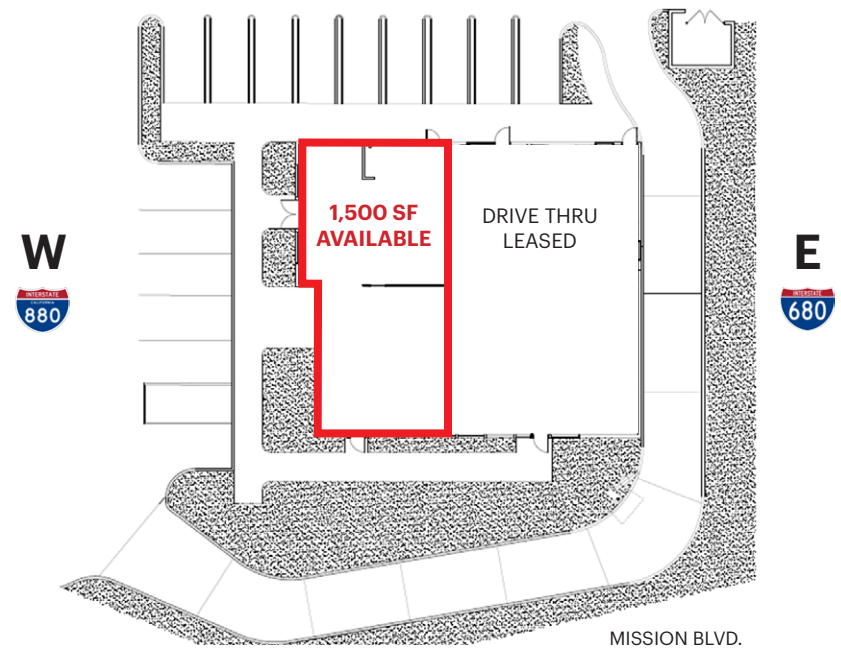 1,500 SF
AVAILABLE
DRIVE THRU
LEASED
W
INTERSTATE
CALIFORNIA
880
E
INTERSTATE
680
MISSION BLVD.